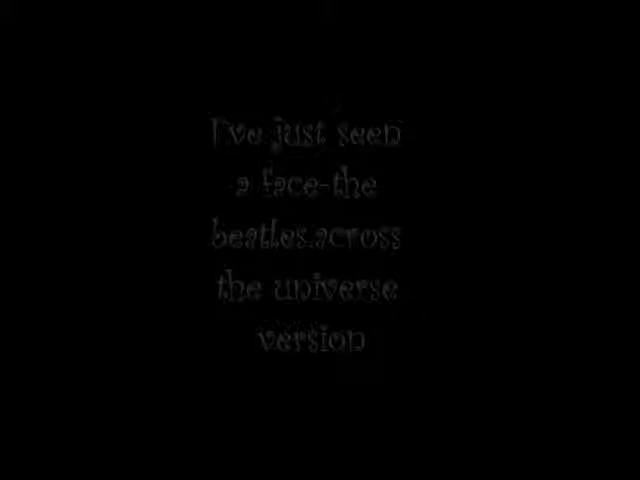 I've just seen
a face-the
beatles.across
the universe
version